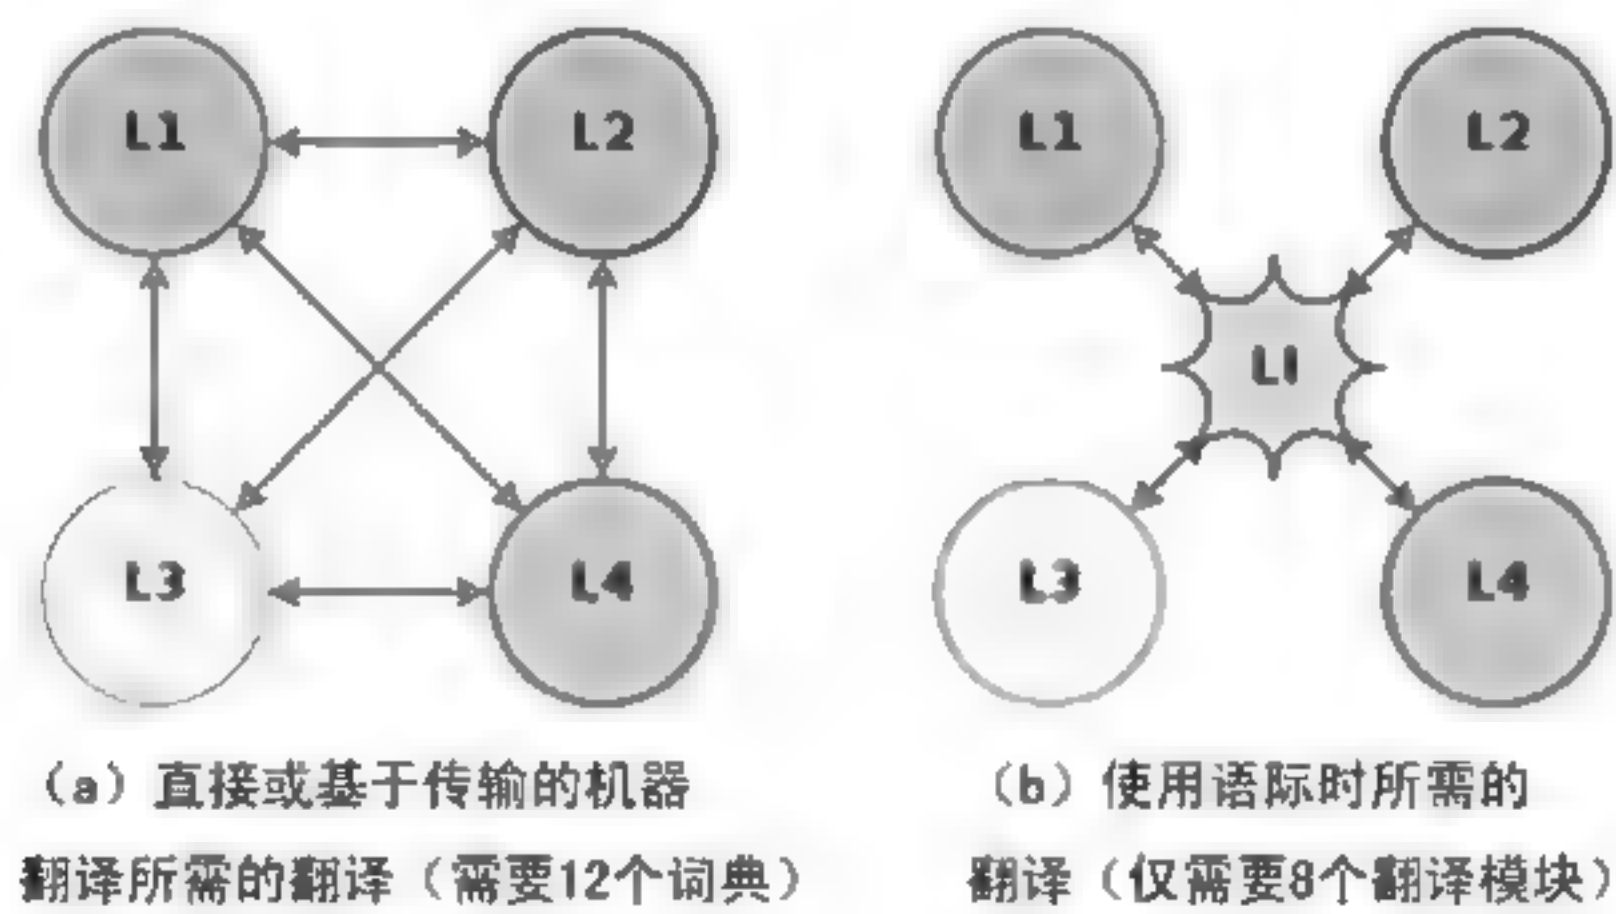 L1
L2
L3
L4
(a) 直接或基于传输的机器
翻译所需的翻译（需要12个词典）
L1
L2
LI
L3
L4
(b) 使用语际时所需的
翻译（仅需要8个翻译模块）